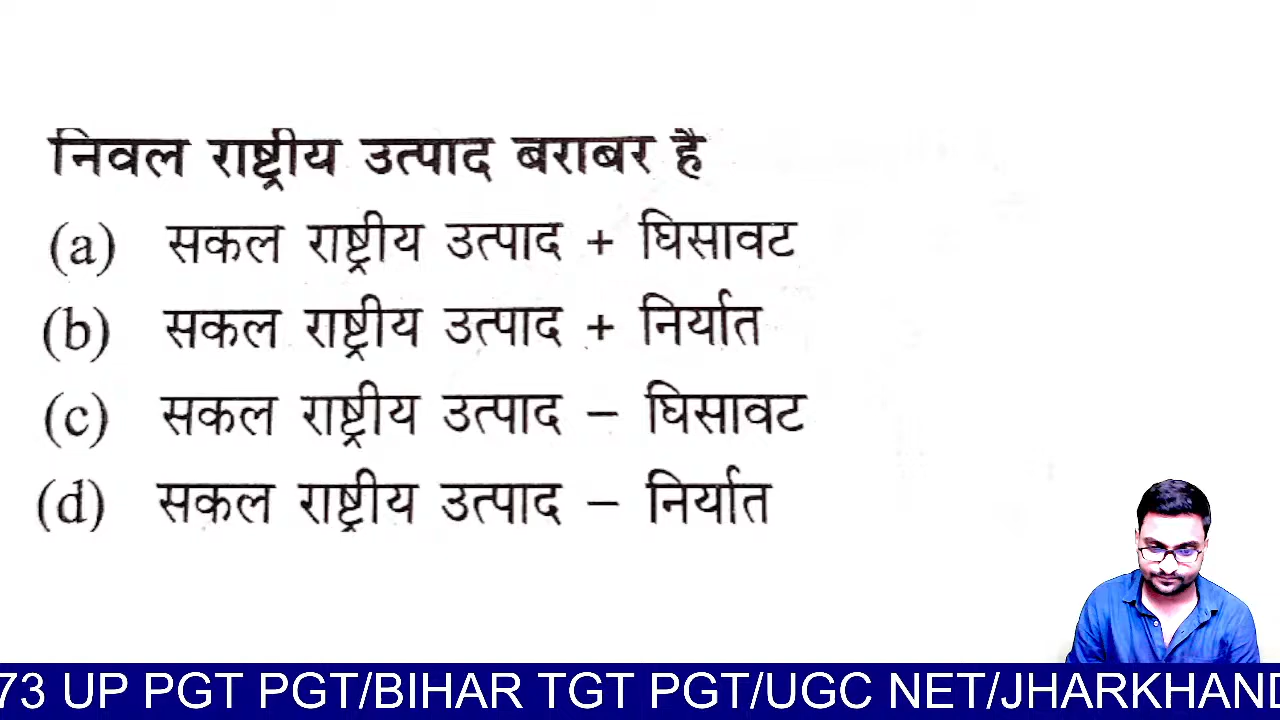 निवल राष्ट्रीय उत्पाद बराबर है
(a) सकल राष्ट्रीय उत्पाद + घिसावट
(b) सकल राष्ट्रीय उत्पाद + निर्यात
(c) सकल राष्ट्रीय उत्पाद – घिसावट
(d) सकल राष्ट्रीय उत्पाद – निर्यात
73 UP PGT PGT/BIHAR TGT PGT/UGC NET/JHARKHAND